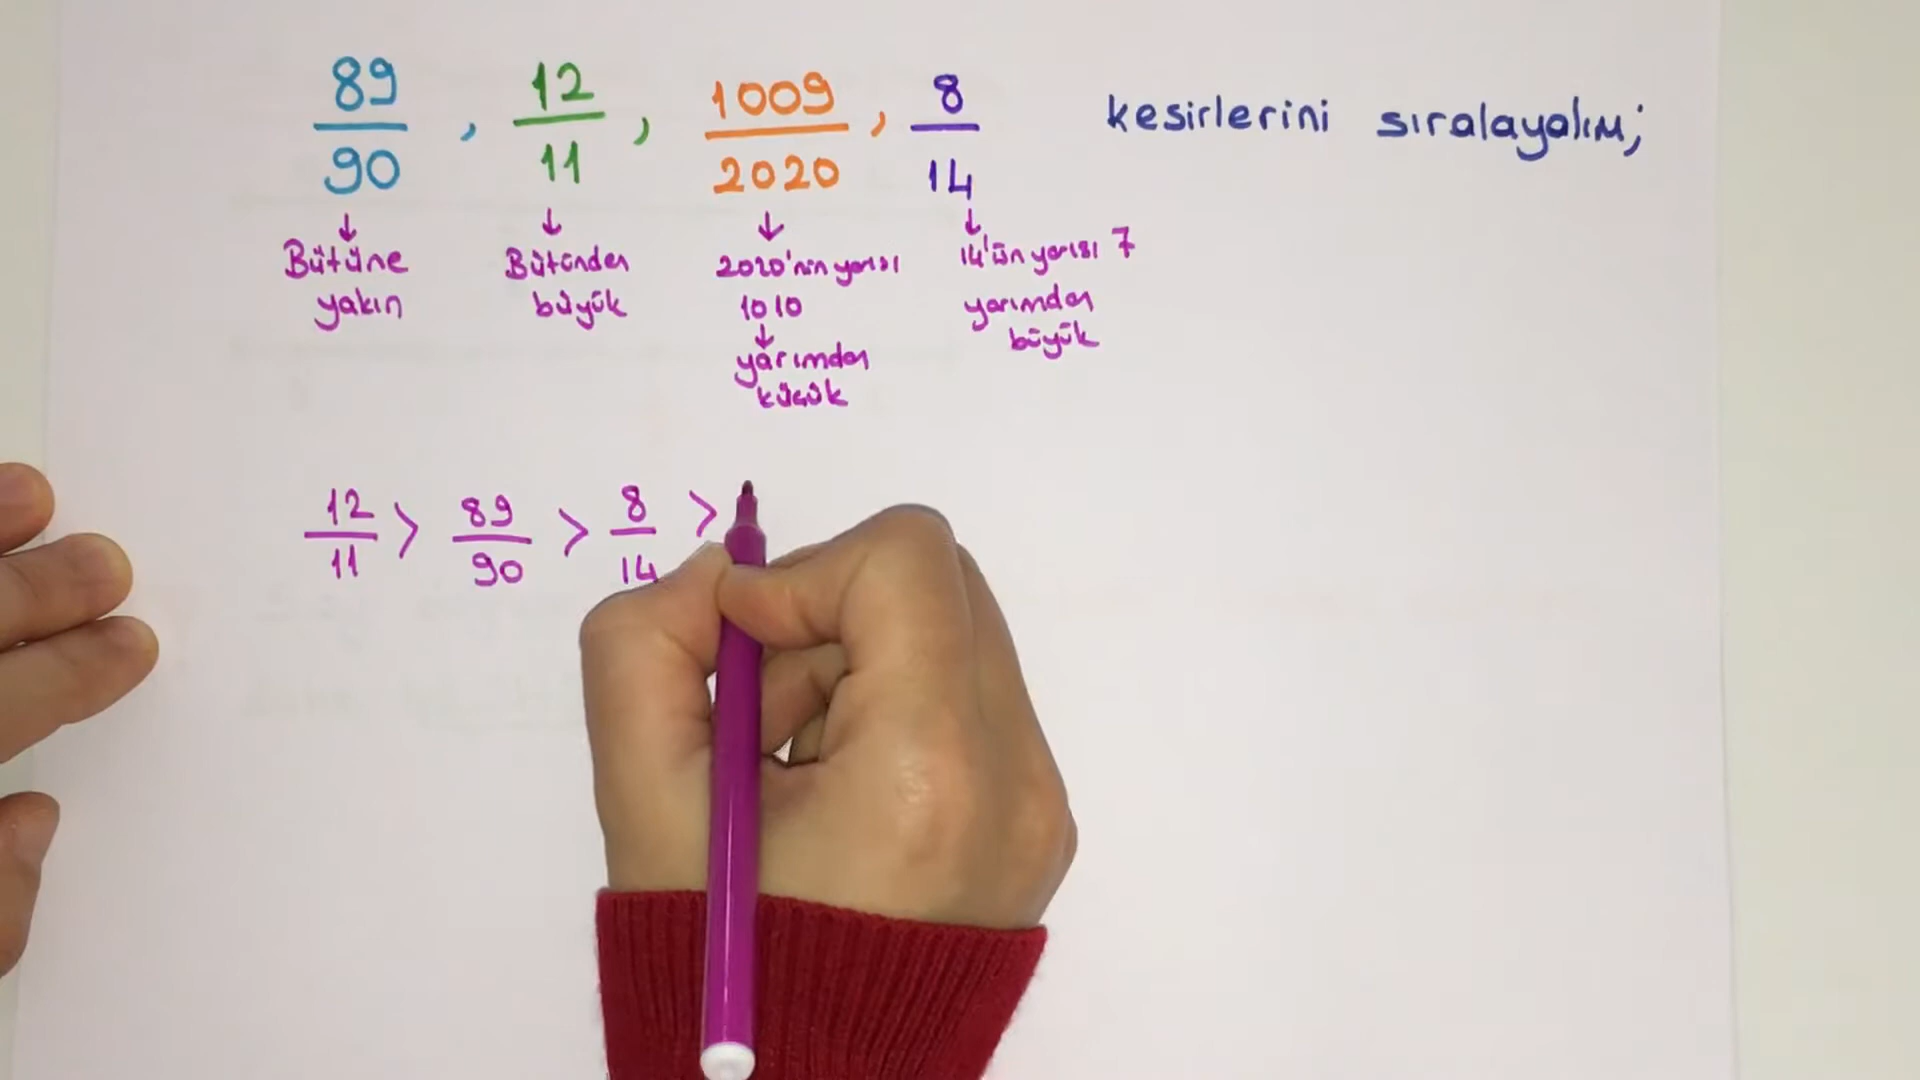 89/90 , 12/11 , 1009/2020 , 8/14 kesirlerini sıralayalım;
↓ ↓ ↓ ↓
Bütüne
yakın
Bütünden
büyük
2020'nin yarısı
1010
↓
yarımdan
küçük
14'ün yarısı 7
yarımdan
büyük
12/11 > 89/90 > 8/14 >